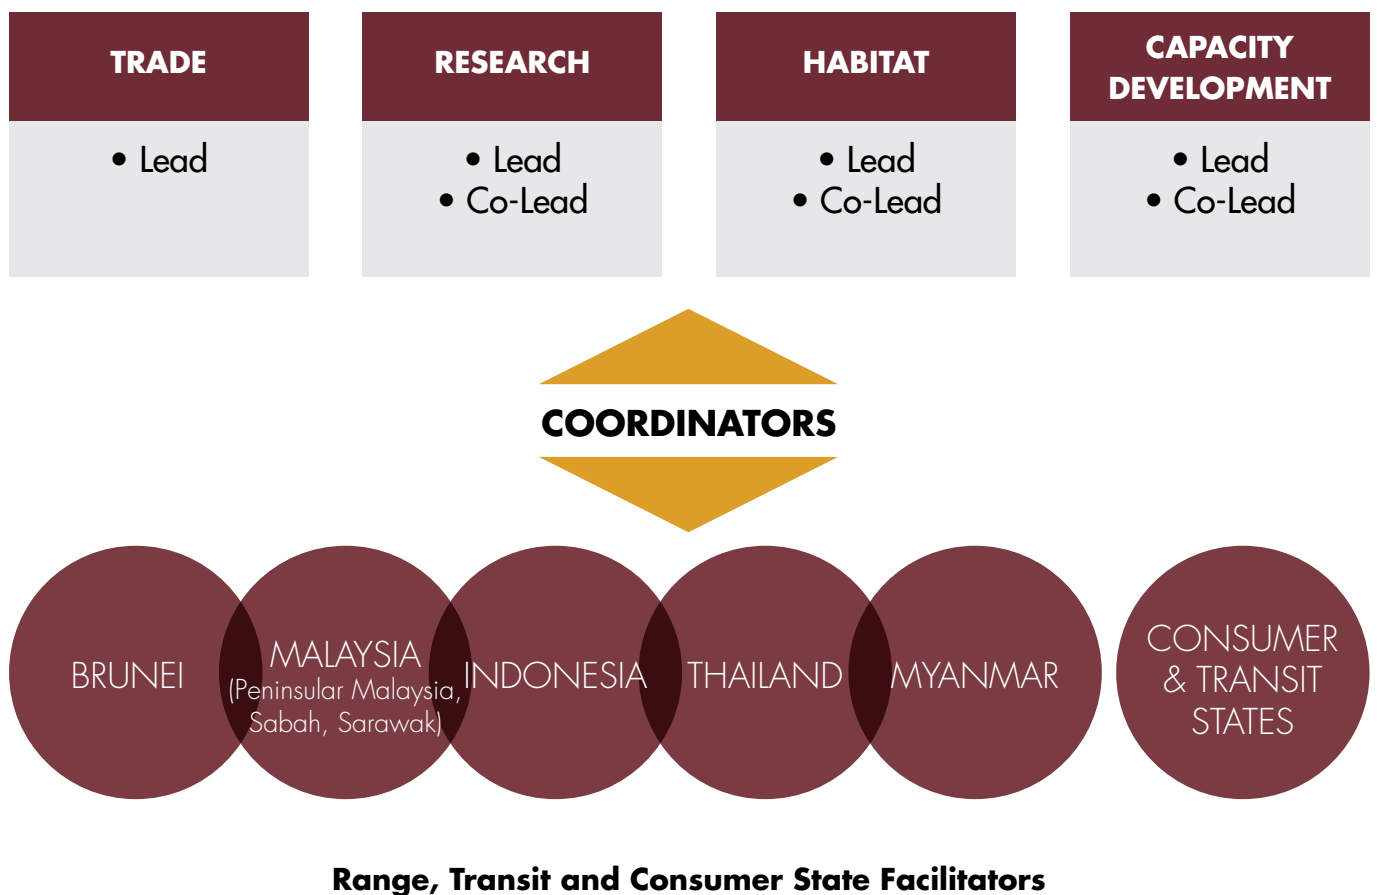 TRADE
• Lead
RESEARCH
• Lead
• Co-Lead
HABITAT
• Lead
• Co-Lead
CAPACITY
DEVELOPMENT
• Lead
• Co-Lead
COORDINATORS
BRUNEI
MALAYSIA
(Peninsular Malaysia,
Sabah, Sarawak)
INDONESIA
THAILAND
MYANMAR
CONSUMER
& TRANSIT
STATES
Range, Transit and Consumer State Facilitators